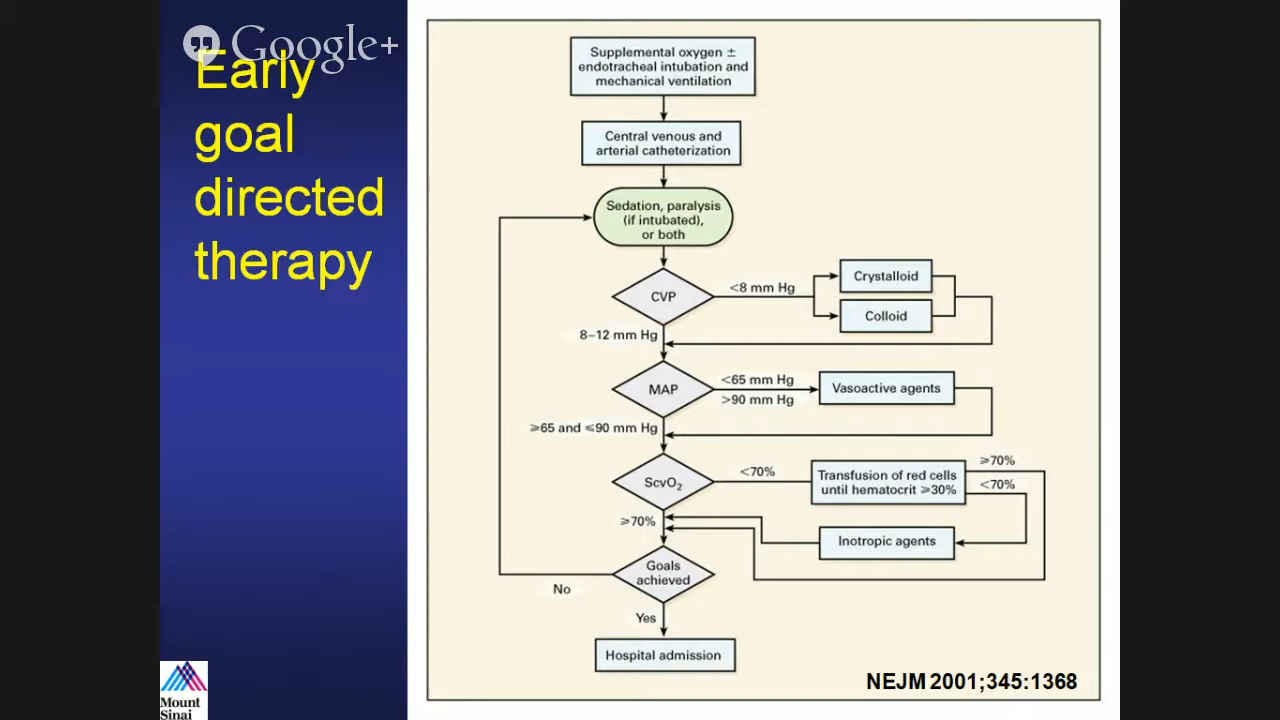 Google+
Early
goal
directed
therapy
Supplemental oxygen ±
endotracheal intubation and
mechanical ventilation
Central venous and
arterial catheterization
Sedation, paralysis
(if intubated),
or both
CVP
<8 mm Hg
Crystalloid
Colloid
8–12 mm Hg
MAP
<65 mm Hg
>90 mm Hg
Vasoactive agents
≥65 and ≤90 mm Hg
ScvO₂
<70%
Transfusion of red cells
until hematocrit ≥30%
≥70%
<70%
≥70%
Inotropic agents
Goals
achieved
No
Yes
Hospital admission
NEJM 2001;345:1368
Mount
Sinai